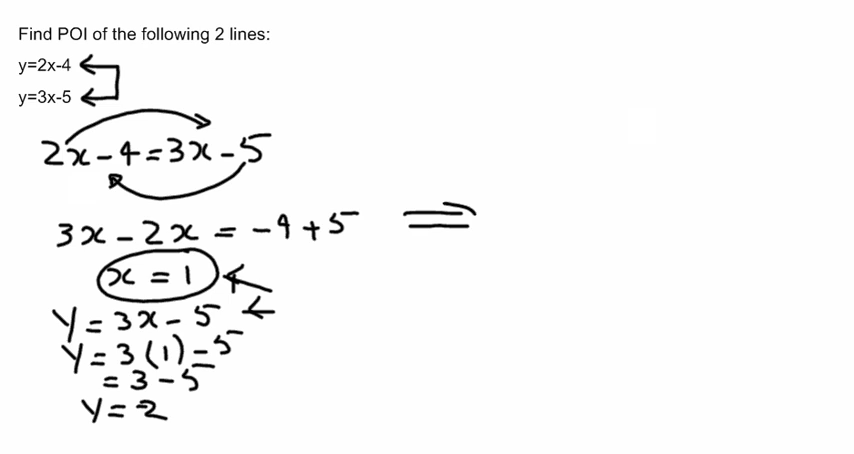 Find POI of the following 2 lines:
y=2x-4
y=3x-5
2x-4=3x-5
3x-2x=-4+5
x=1
y=3x-5
y=3(1)-5
=3-5
y=-2